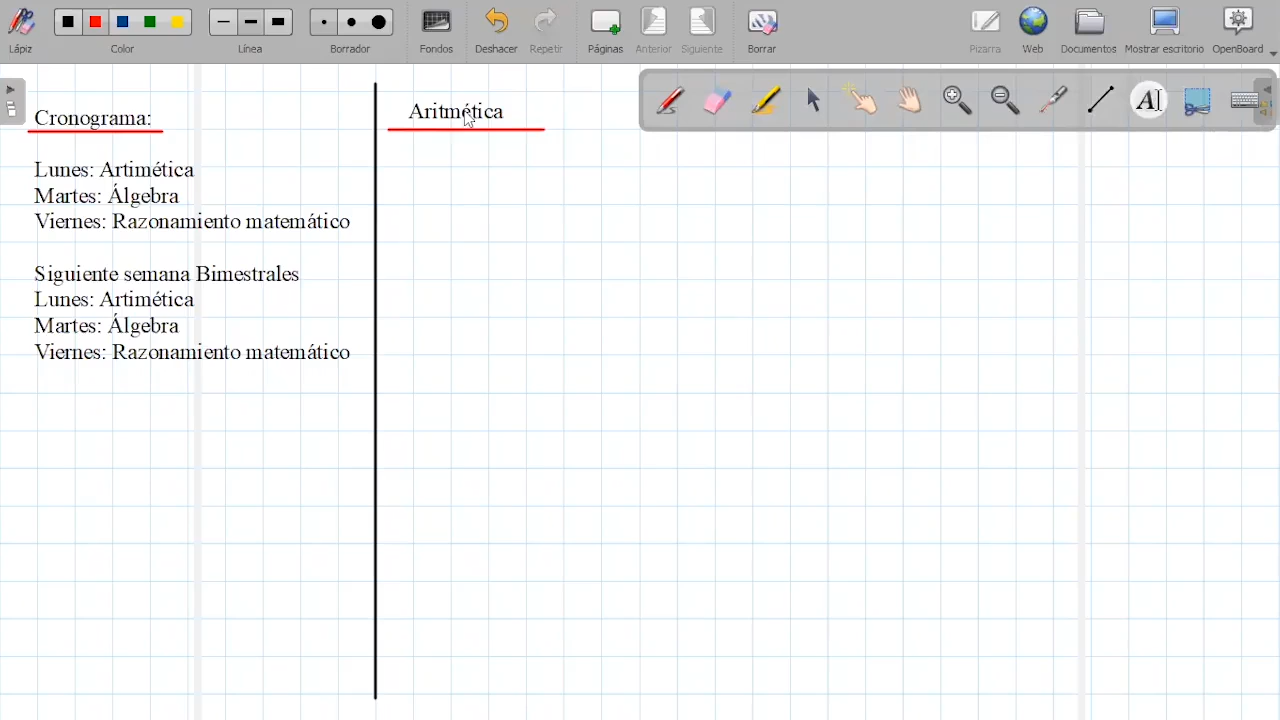 Lápiz
Color
Línea
Borrador
Fondos
Deshacer
Repetir
Páginas
Anterior
Siguiente
Borrar
Pizarra
Web
Documentos
Mostrar escritorio
OpenBoard
Cronograma:
Lunes: Artimética
Martes: Álgebra
Viernes: Razonamiento matemático
Siguiente semana Bimestrales
Lunes: Artimética
Martes: Álgebra
Viernes: Razonamiento matemático
Aritmética